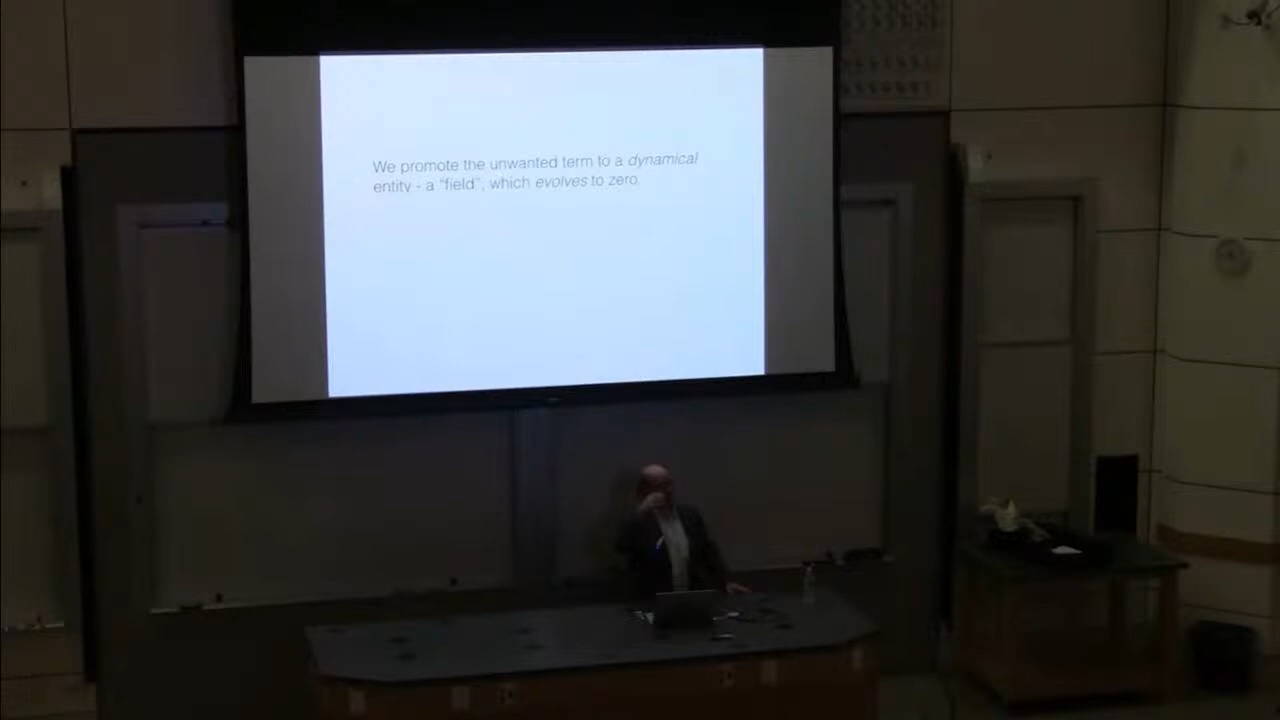 We promote the unwanted term to a dynamical
entity - a "field", which evolves to zero.